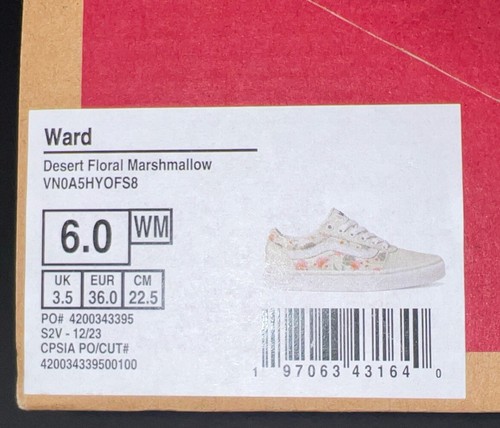 Ward
Desert Floral Marshmallow
VN0A5HYOFS8
6.0 WM
UK EUR CM
3.5 36.0 22.5
PO# 4200343395
S2V - 12/23
CPSIA PO/CUT#
420034339500100
1 97063 43164 0